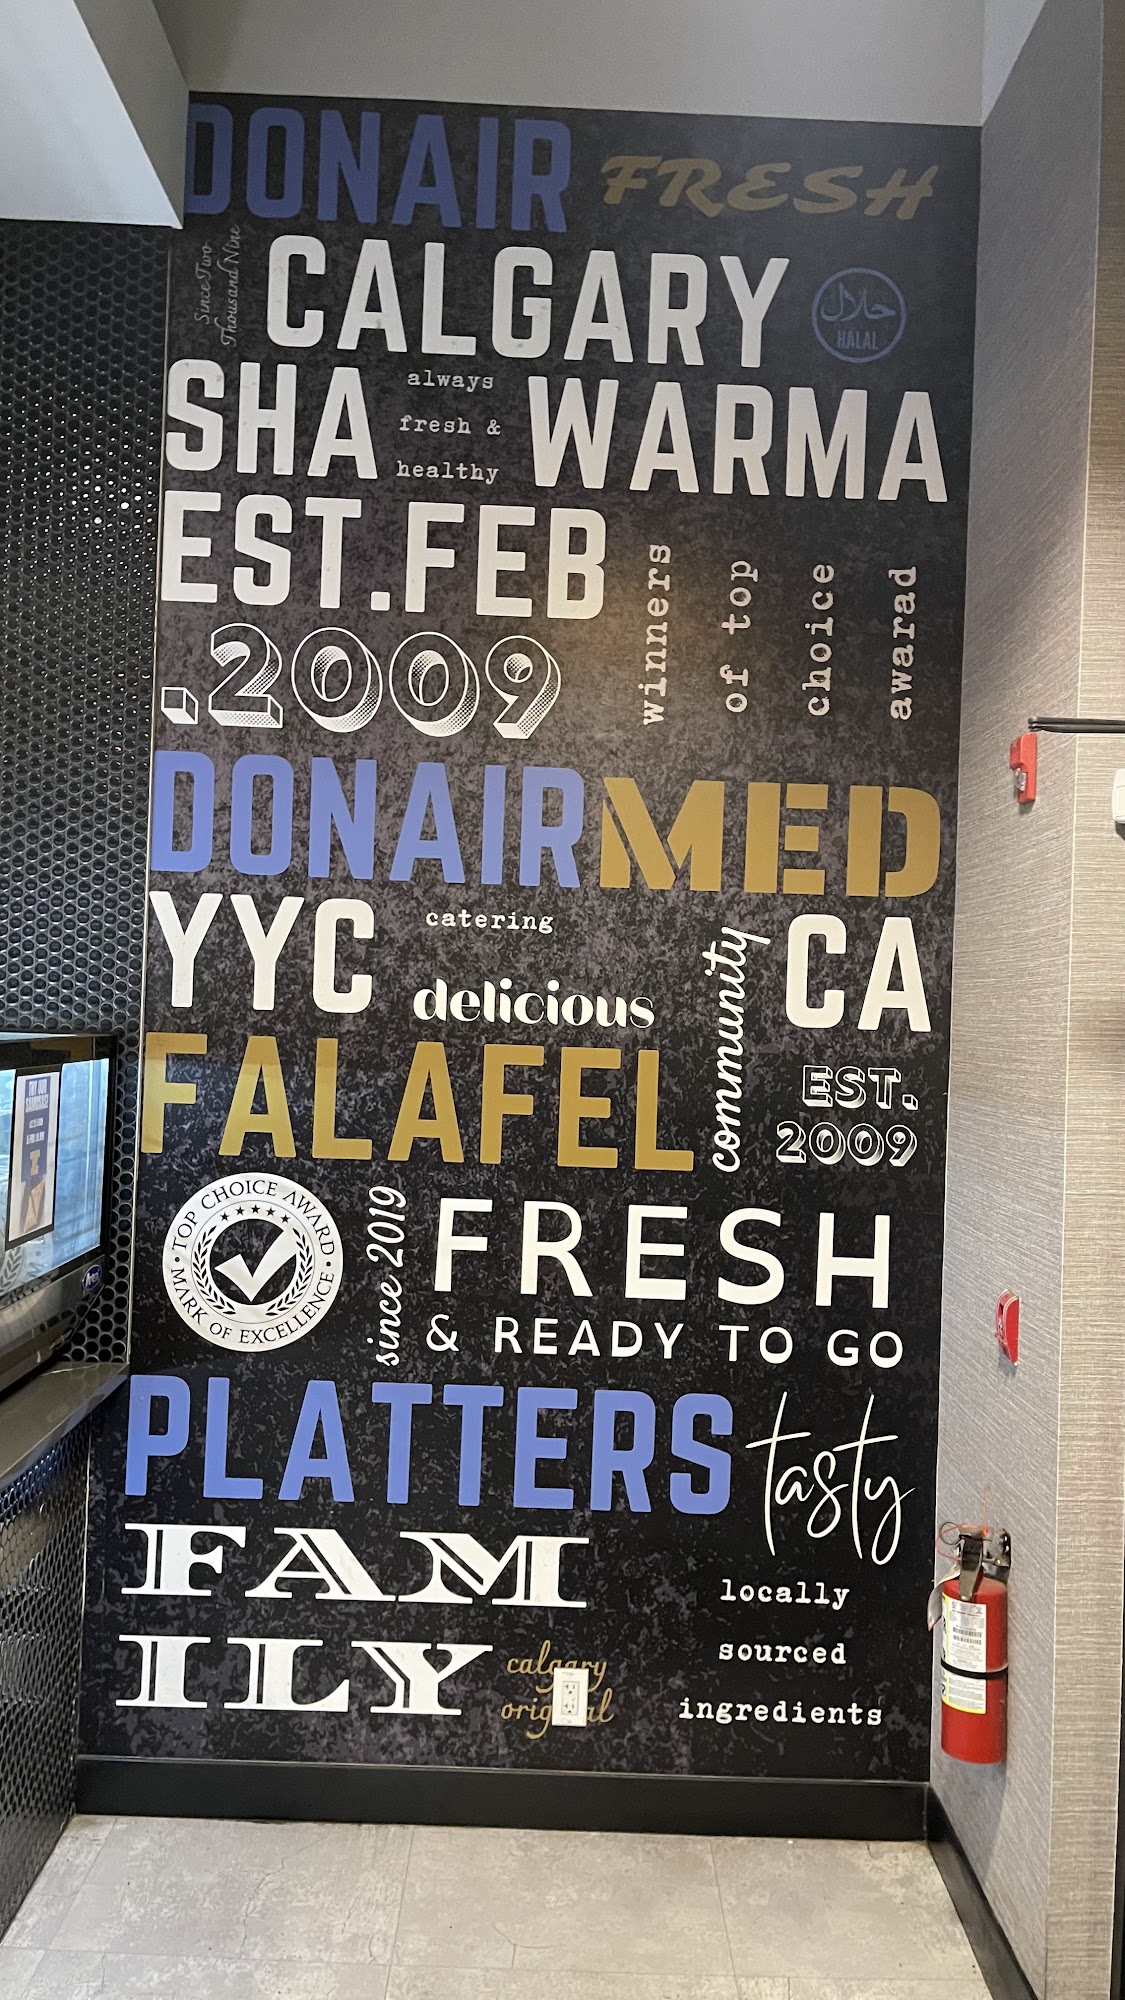 DONAIR FRESH
Since Two
Thousand Nine
CALGARY
حلال
HALAL
SHA
always
fresh &
healthy
WARMA
EST.FEB
.2009
winners
of top
choice
awarad
DONAIR MED
YYC
catering
delicious
community
CA
FALAFEL
EST.
2009
TOP CHOICE AWARD
MARK OF EXCELLENCE
since 2019
FRESH
& READY TO GO
PLATTERS
tasty
FAM
ILY
calgary
locally
sourced
ingredients
TRY OUR